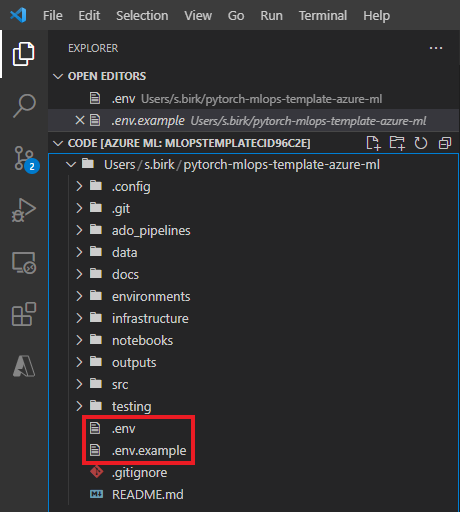 File Edit Selection View Go Run Terminal Help
EXPLORER
OPEN EDITORS
.env Users/s.birk/pytorch-mlops-template-azure-ml
.env.example Users/s.birk/pytorch-mlops-template-azure-ml
CODE [AZURE ML: MLOPSTEMPLATECID96C2E]
Users / s.birk / pytorch-mlops-template-azure-ml
.config
.git
ado_pipelines
data
docs
environments
infrastructure
2
notebooks
outputs
src
testing
.env
.env.example
.gitignore
README.md